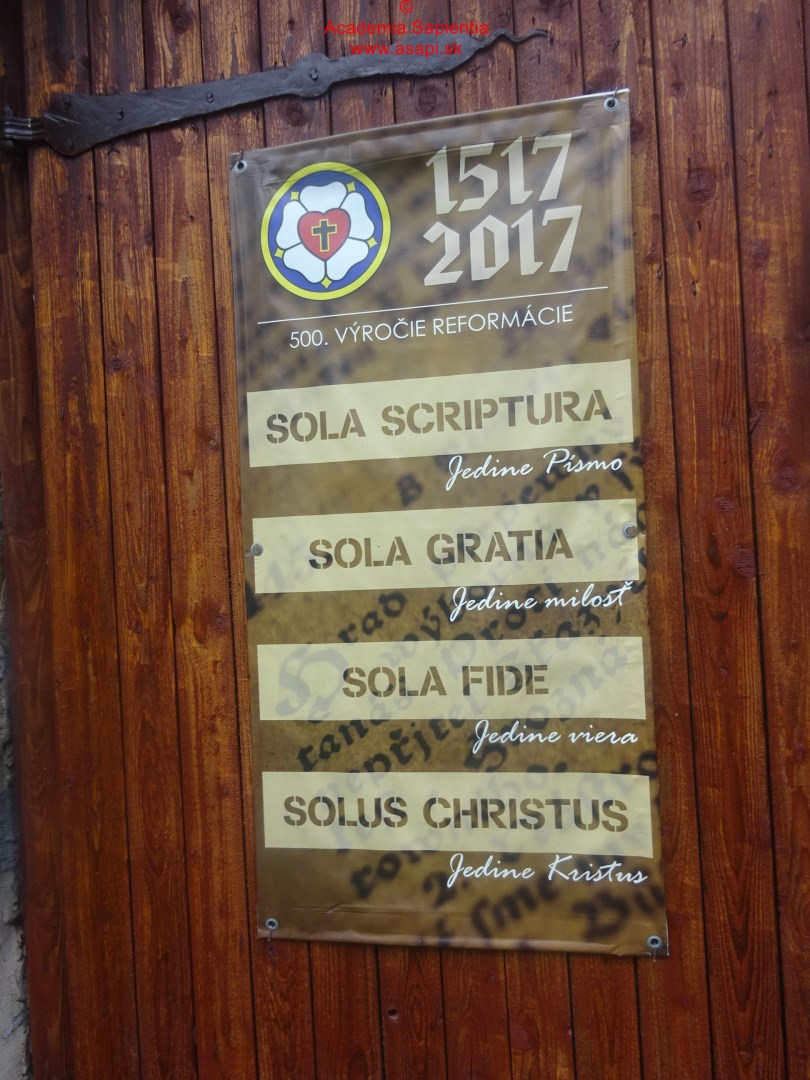 ©
Academia Sapientia
www.asapi.sk
1517
2017
500. VÝROČIE REFORMÁCIE
SOLA SCRIPTURA
Jedine Písmo
SOLA GRATIA
Jedine milosť
SOLA FIDE
Jedine viera
SOLUS CHRISTUS
Jedine Kristus